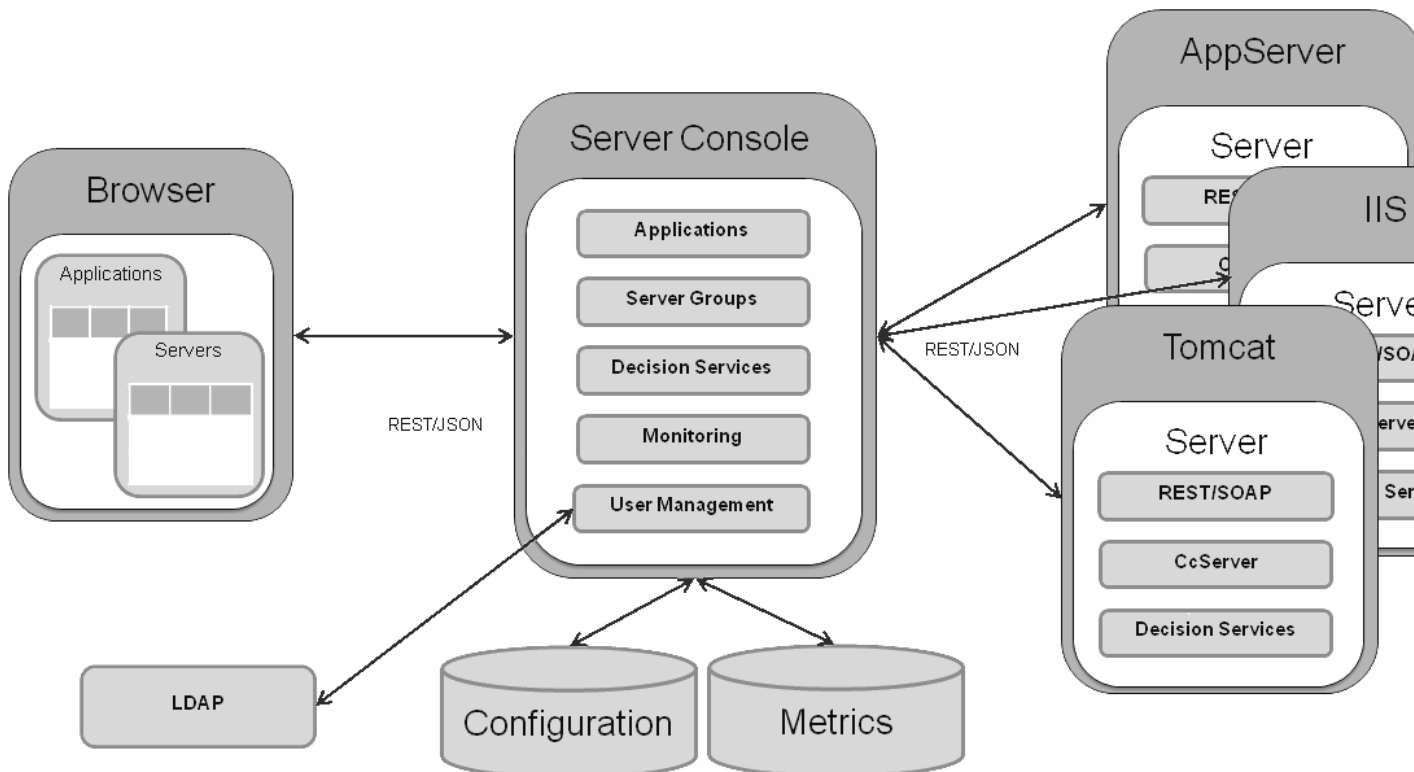 Browser
Applications
Servers
REST/JSON
LDAP
Server Console
Applications
Server Groups
Decision Services
Monitoring
User Management
Configuration
Metrics
REST/JSON
AppServer
Server
IIS
Tomcat
Server
REST/SOAP
CcServer
Decision Services